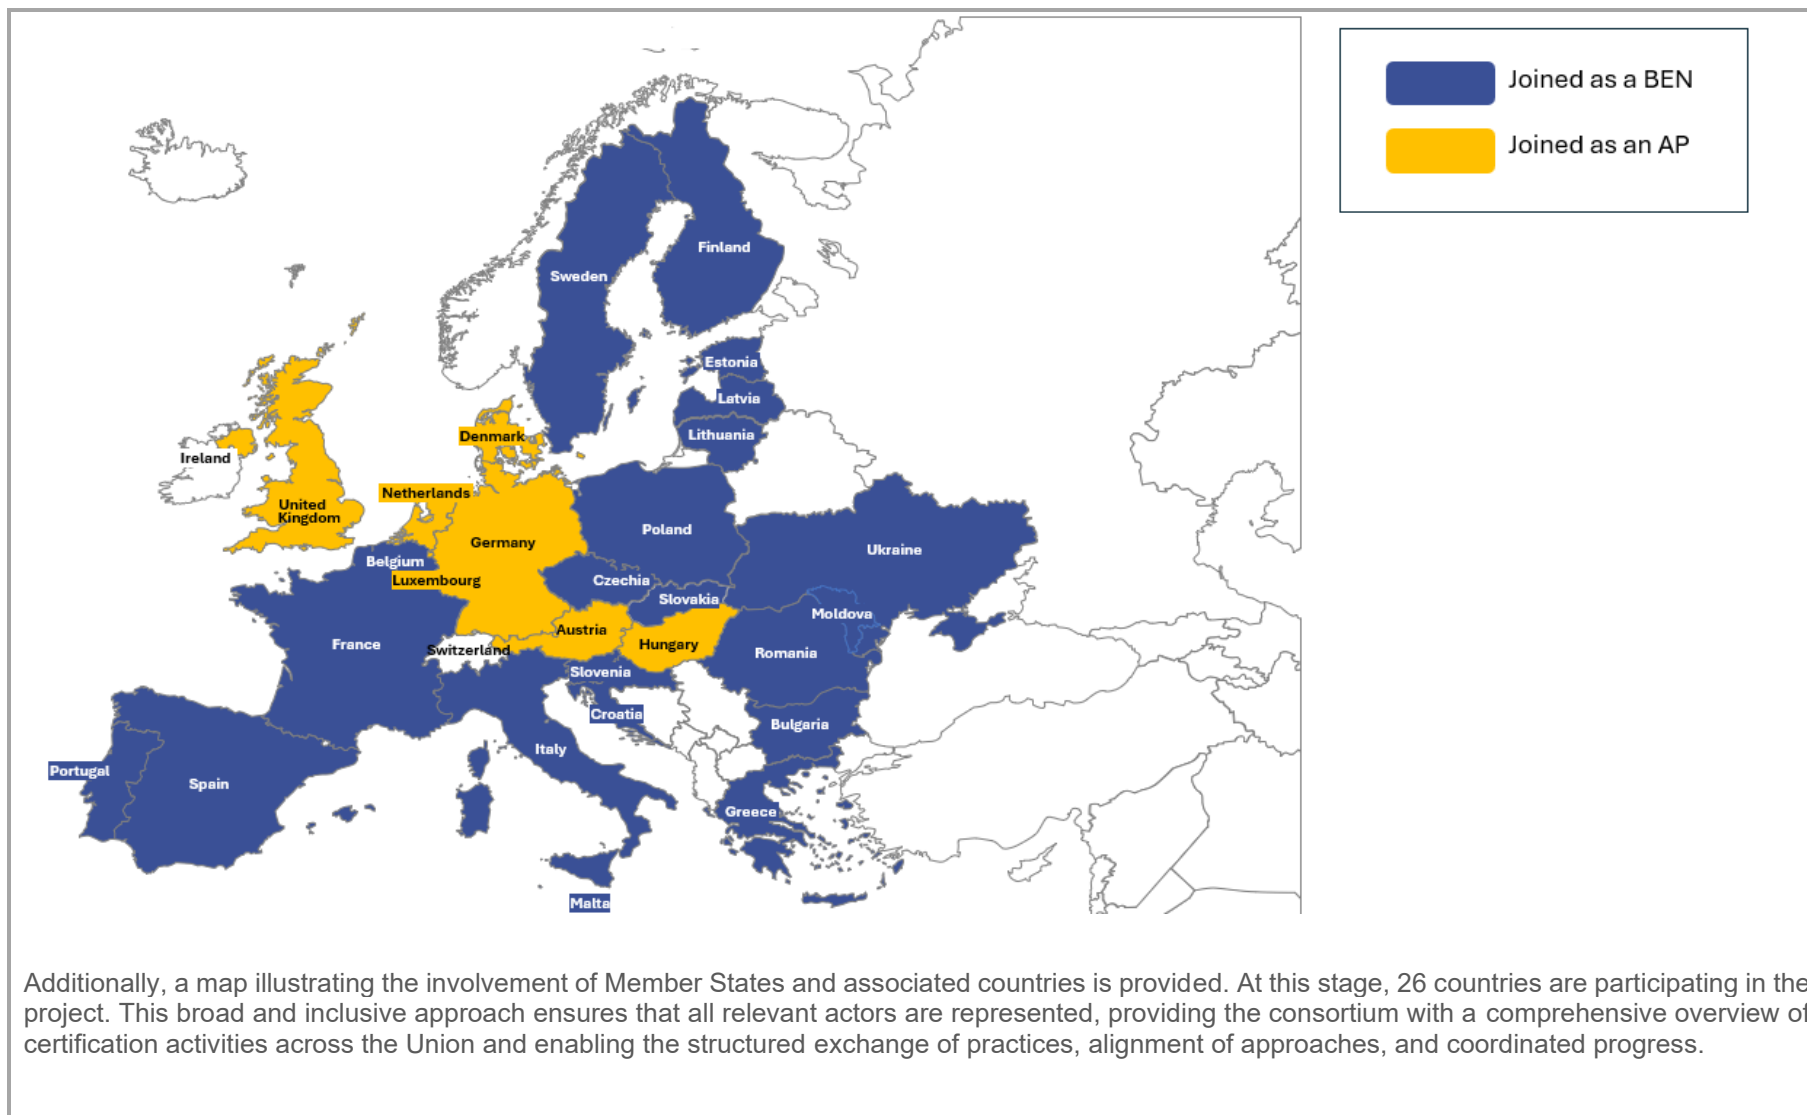 Joined as a BEN
Joined as an AP
Finland
Sweden
Estonia
Latvia
Lithuania
Denmark
Ireland
Netherlands
United
Kingdom
Poland
Germany
Ukraine
Belgium
Luxembourg
Czechia
Slovakia
Moldova
Austria
France
Switzerland
Hungary
Romania
Slovenia
Croatia
Bulgaria
Italy
Portugal
Spain
Greece
Malta
Additionally, a map illustrating the involvement of Member States and associated countries is provided. At this stage, 26 countries are participating in the
project. This broad and inclusive approach ensures that all relevant actors are represented, providing the consortium with a comprehensive overview of
certification activities across the Union and enabling the structured exchange of practices, alignment of approaches, and coordinated progress.